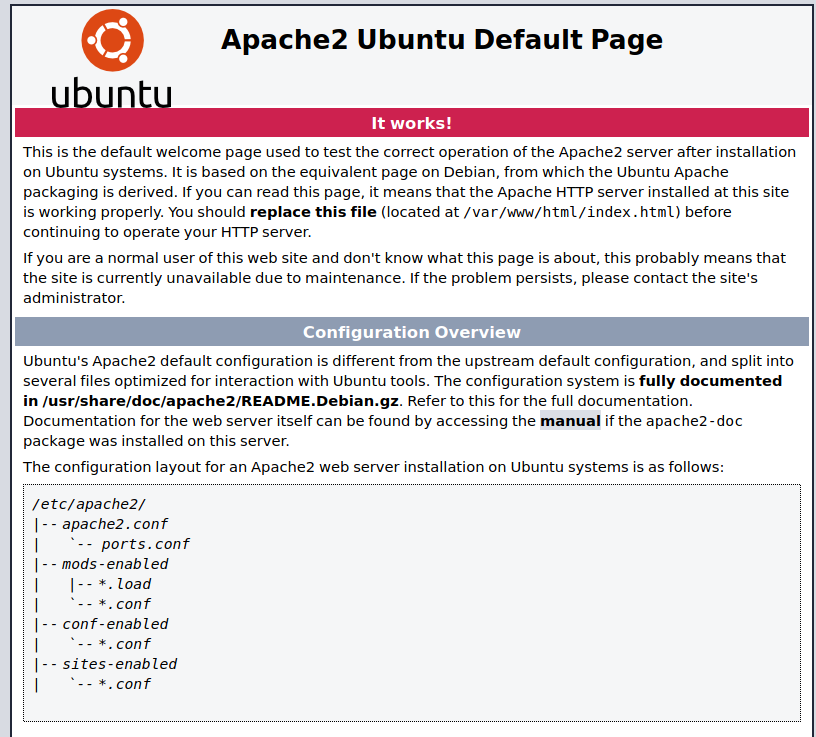 ubuntu
Apache2 Ubuntu Default Page
It works!
This is the default welcome page used to test the correct operation of the Apache2 server after installation
on Ubuntu systems. It is based on the equivalent page on Debian, from which the Ubuntu Apache
packaging is derived. If you can read this page, it means that the Apache HTTP server installed at this site
is working properly. You should replace this file (located at /var/www/html/index.html) before
continuing to operate your HTTP server.
If you are a normal user of this web site and don't know what this page is about, this probably means that
the site is currently unavailable due to maintenance. If the problem persists, please contact the site's
administrator.
Configuration Overview
Ubuntu's Apache2 default configuration is different from the upstream default configuration, and split into
several files optimized for interaction with Ubuntu tools. The configuration system is fully documented
in /usr/share/doc/apache2/README.Debian.gz. Refer to this for the full documentation.
Documentation for the web server itself can be found by accessing the manual if the apache2-doc
package was installed on this server.
The configuration layout for an Apache2 web server installation on Ubuntu systems is as follows:
/etc/apache2/
|-- apache2.conf
|   `-- ports.conf
|-- mods-enabled
|   |-- *.load
|   `-- *.conf
|-- conf-enabled
|   `-- *.conf
|-- sites-enabled
|   `-- *.conf